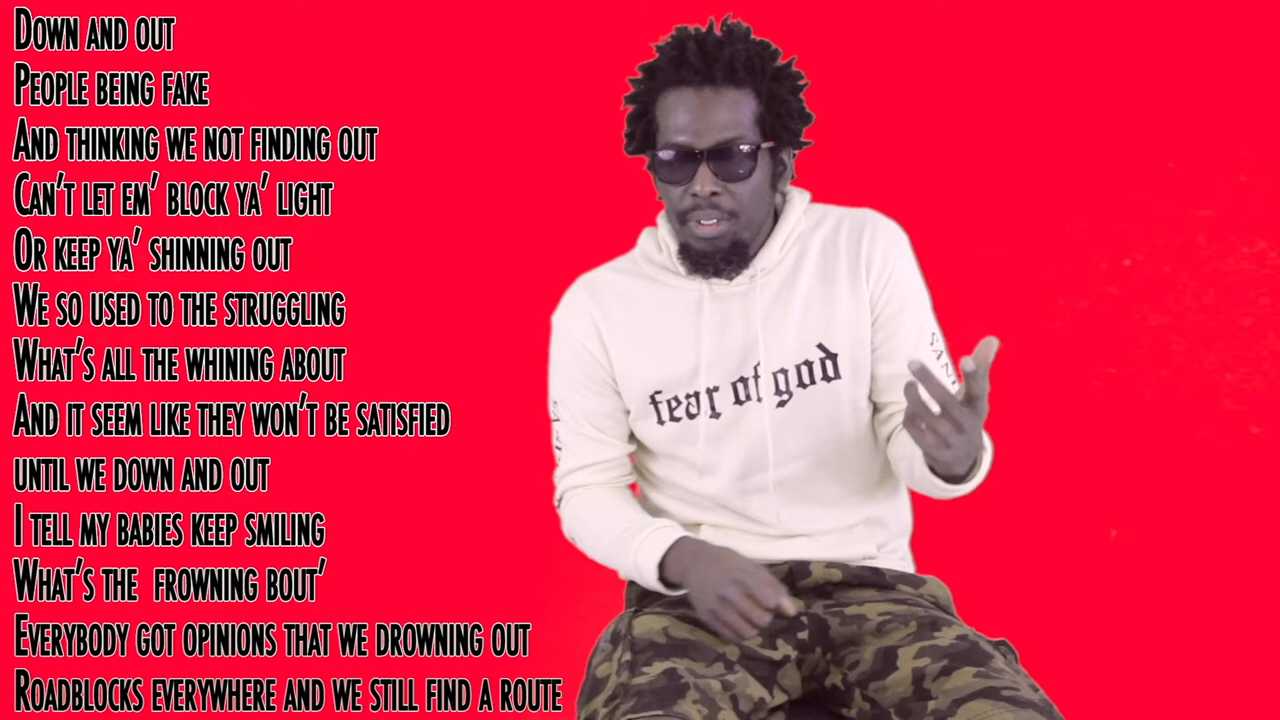 Down and out
People being fake
And thinking we not finding out
Can't let em' block ya' light
Or keep ya' shinning out
We so used to the struggling
What's all the whining about
And it seem like they won't be satisfied
until we down and out
I tell my babies keep smiling
What's the  frowning bout'
Everybody got opinions that we drowning out
Roadblocks everywhere and we still find a route
fear of god